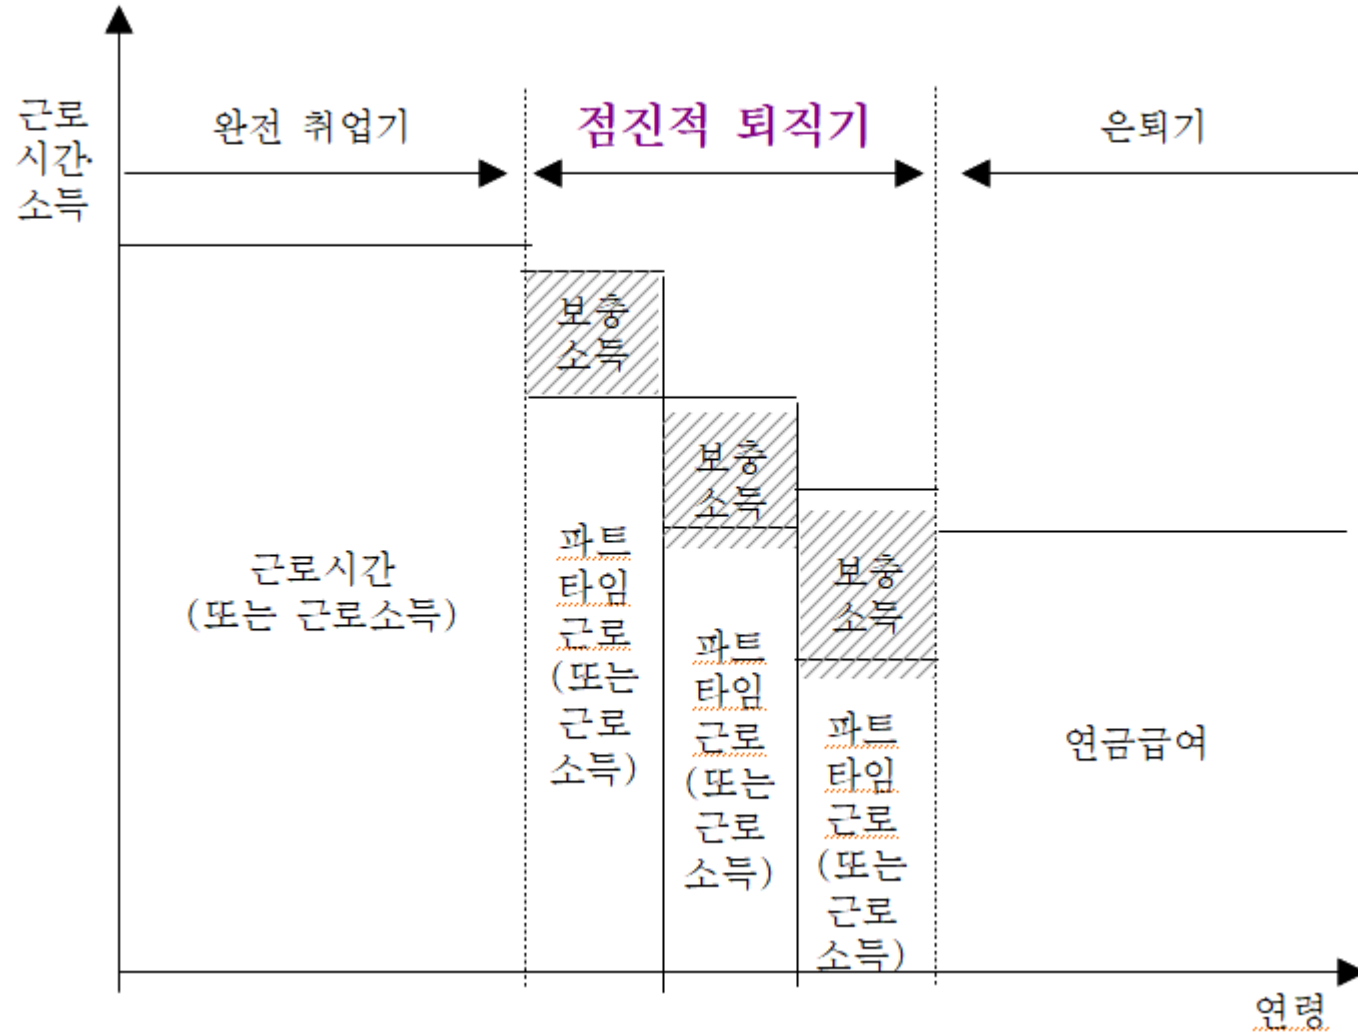 근로
시간·
소득
완전 취업기
점진적 퇴직기
은퇴기
근로시간
(또는 근로소득)
보충
소득
파트
타임
근로
(또는
근로
소득)
보충
소득
파트
타임
근로
(또는
근로
소득)
보충
소득
파트
타임
근로
(또는
근로
소득)
연금급여
연령